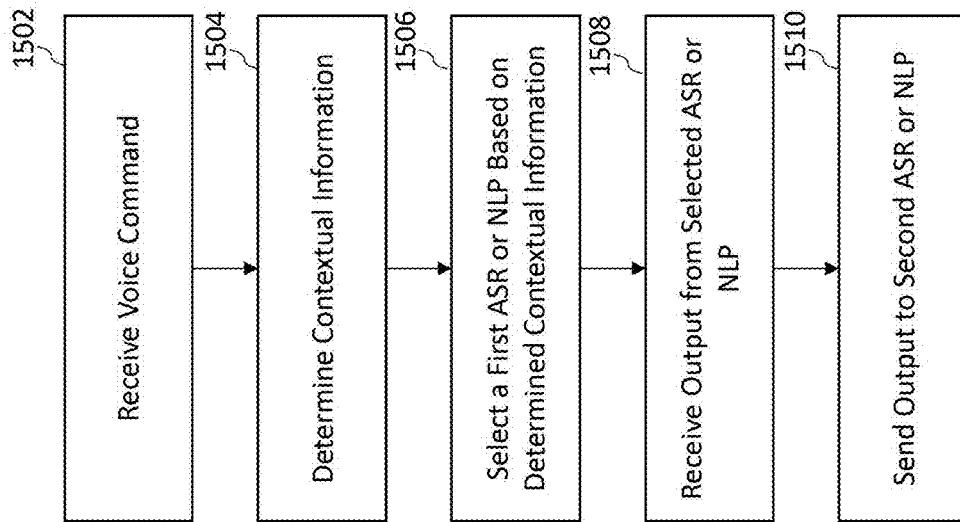 1502
Receive Voice Command
1504
Determine Contextual Information
1506
Select a First ASR or NLP Based on
Determined Contextual Information
1508
Receive Output from Selected ASR or
NLP
1510
Send Output to Second ASR or NLP